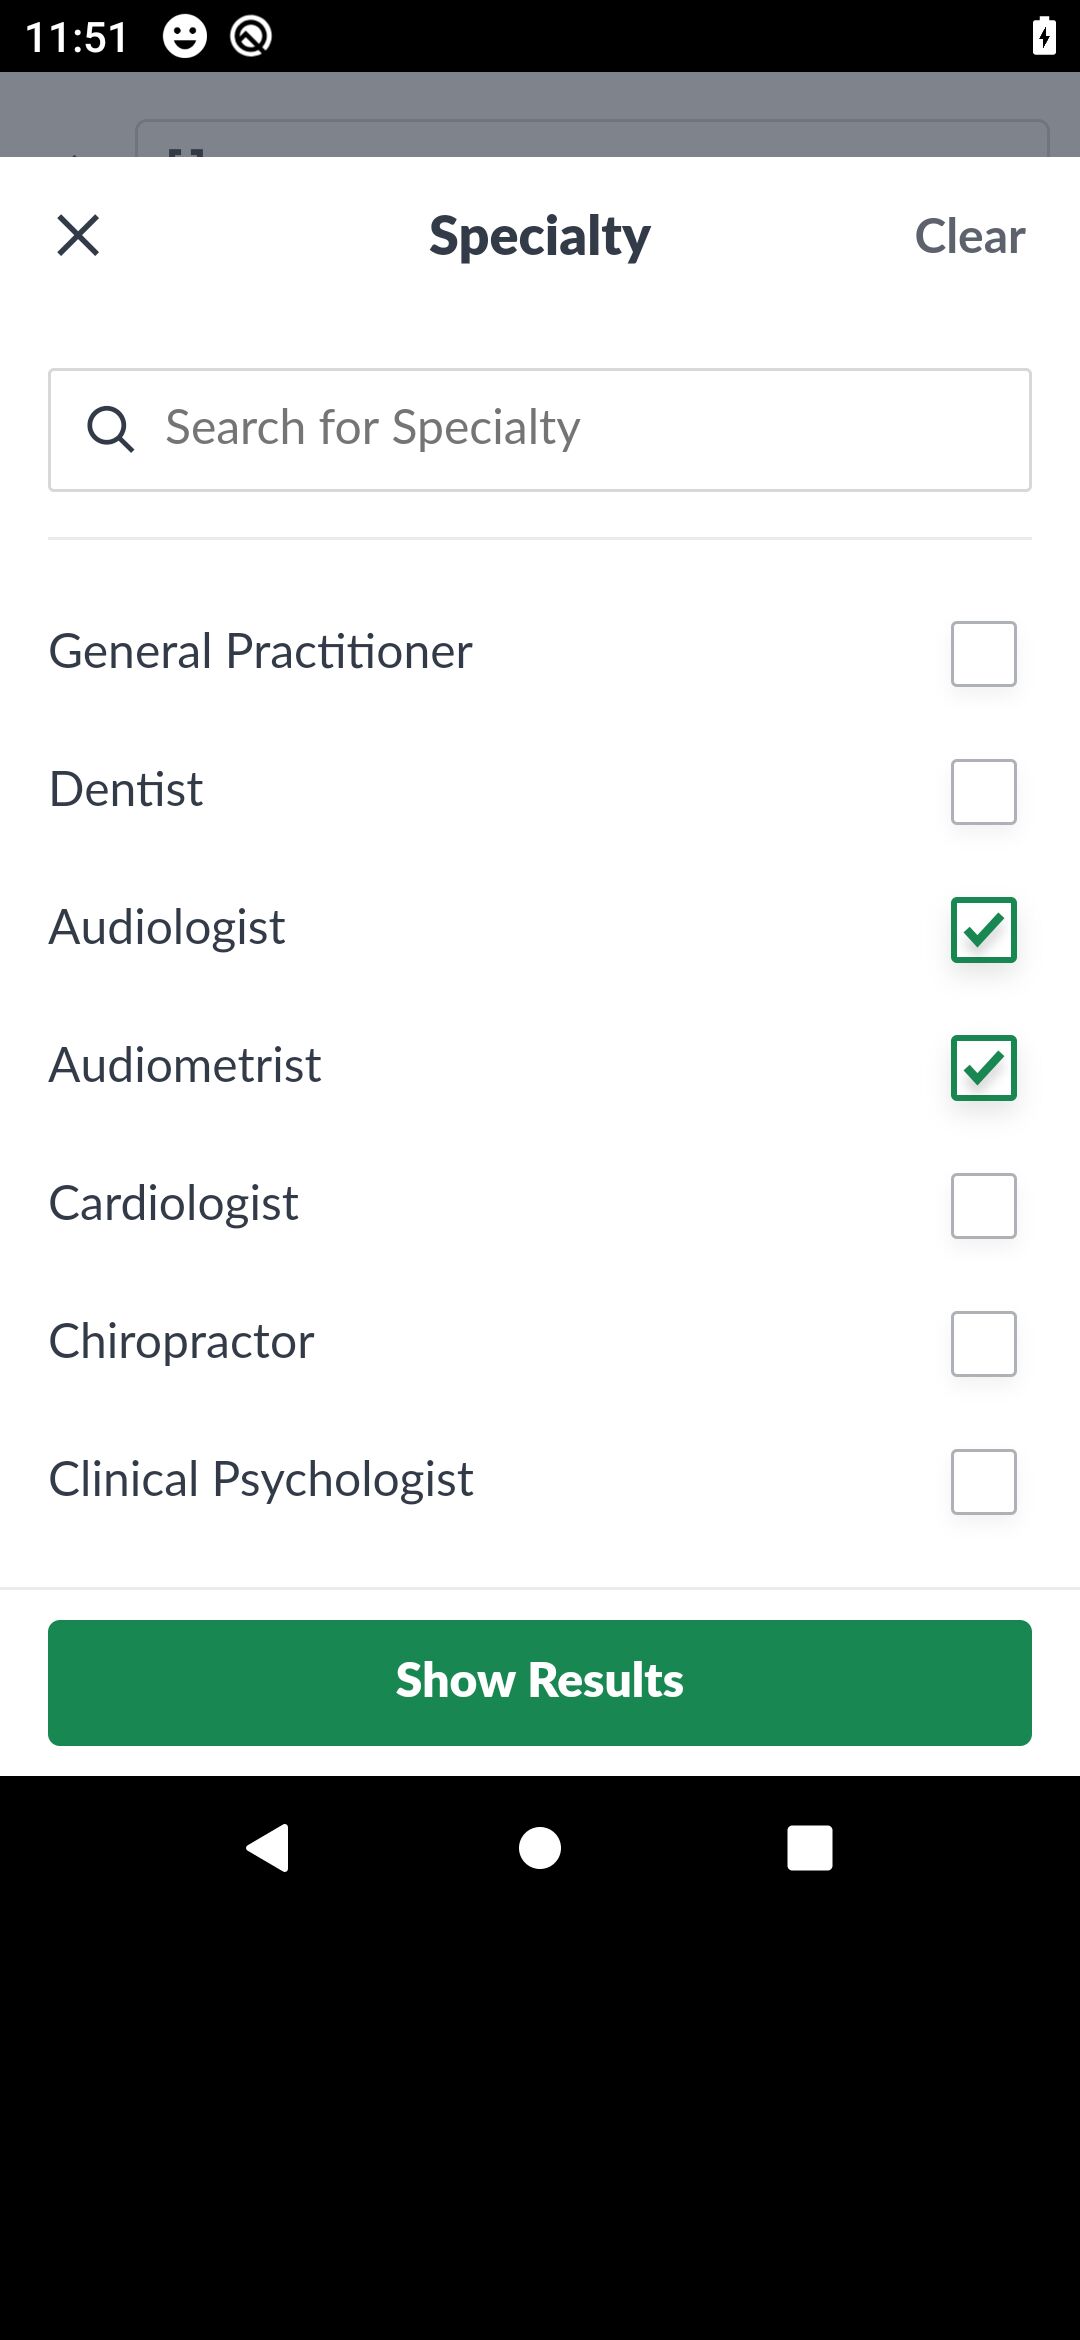 11:51
Specialty
Clear
Search for Specialty
General Practitioner
Dentist
Audiologist
Audiometrist
Cardiologist
Chiropractor
Clinical Psychologist
Show Results